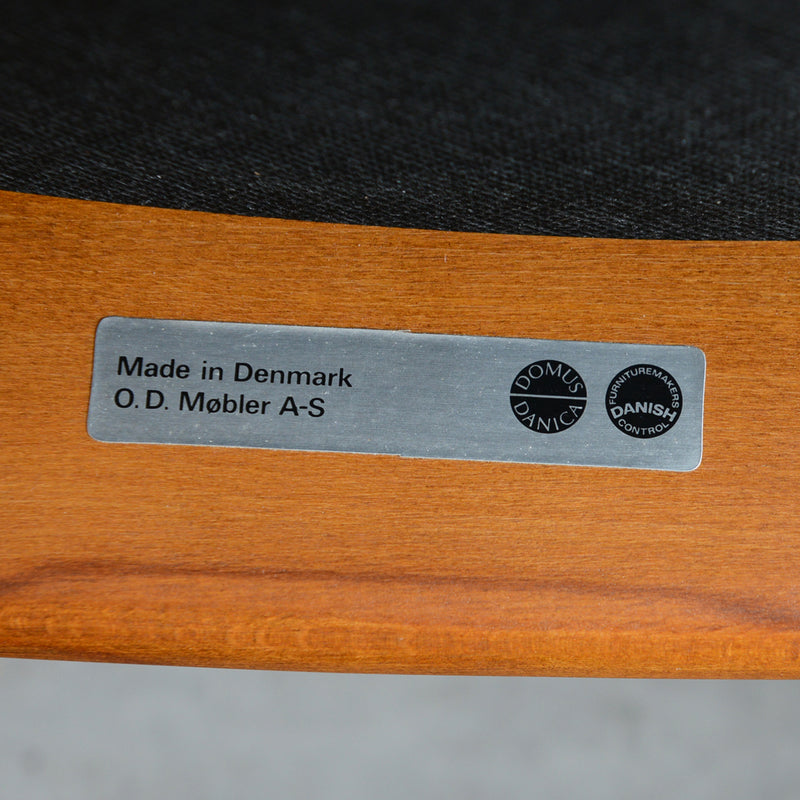 Made in Denmark
O.D. Møbler A-S
DOMUS
DANICA
FURNITUREMAKERS
DANISH
CONTROL